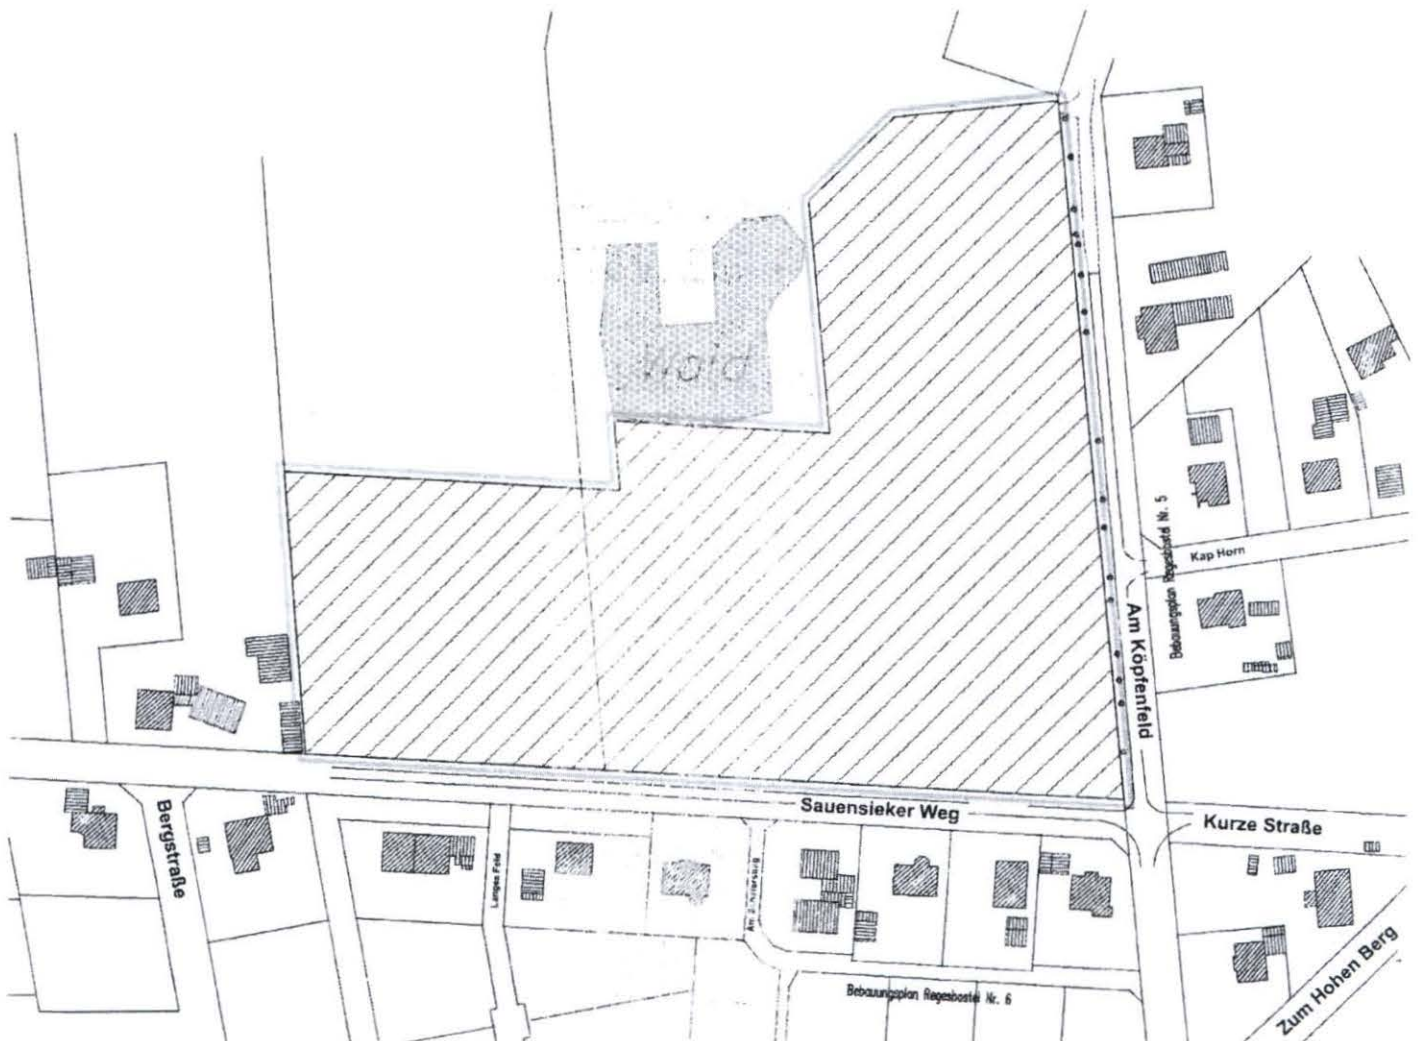 Wald
Bebauungsplan Regesbostel Nr. 5
Kap Horn
Am Köpfenfeld
Sauensieker Weg
Kurze Straße
Bergstraße
Langes Feld
Bebauungsplan Regesbostel Nr. 6
Zum Hohen Berg